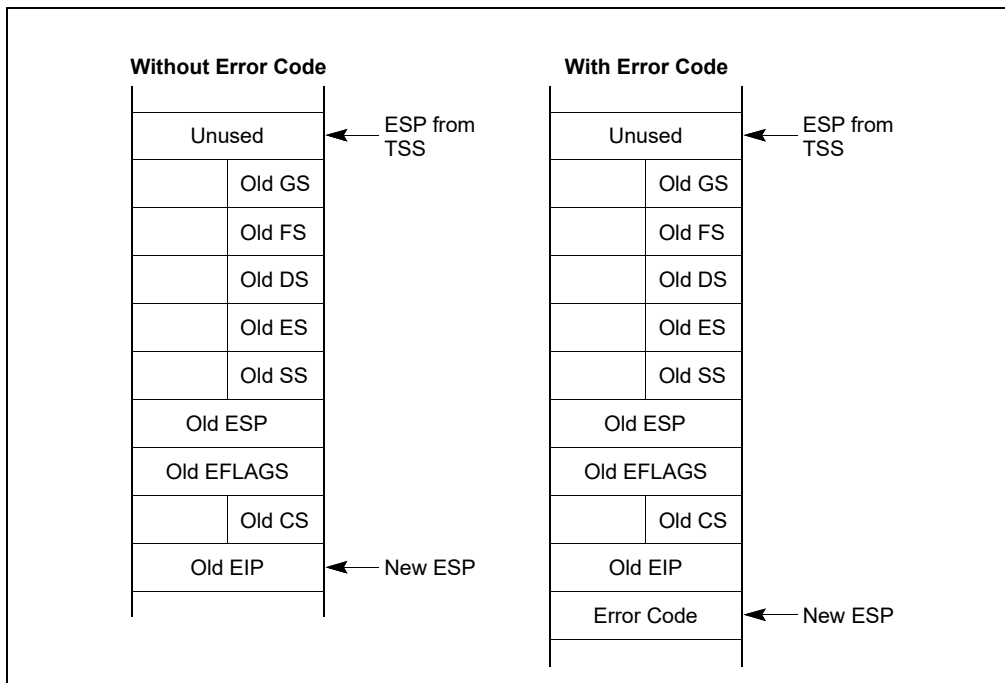 Without Error Code
Unused
ESP from
TSS
Old GS
Old FS
Old DS
Old ES
Old SS
Old ESP
Old EFLAGS
Old CS
Old EIP
New ESP
With Error Code
Unused
ESP from
TSS
Old GS
Old FS
Old DS
Old ES
Old SS
Old ESP
Old EFLAGS
Old CS
Old EIP
Error Code
New ESP